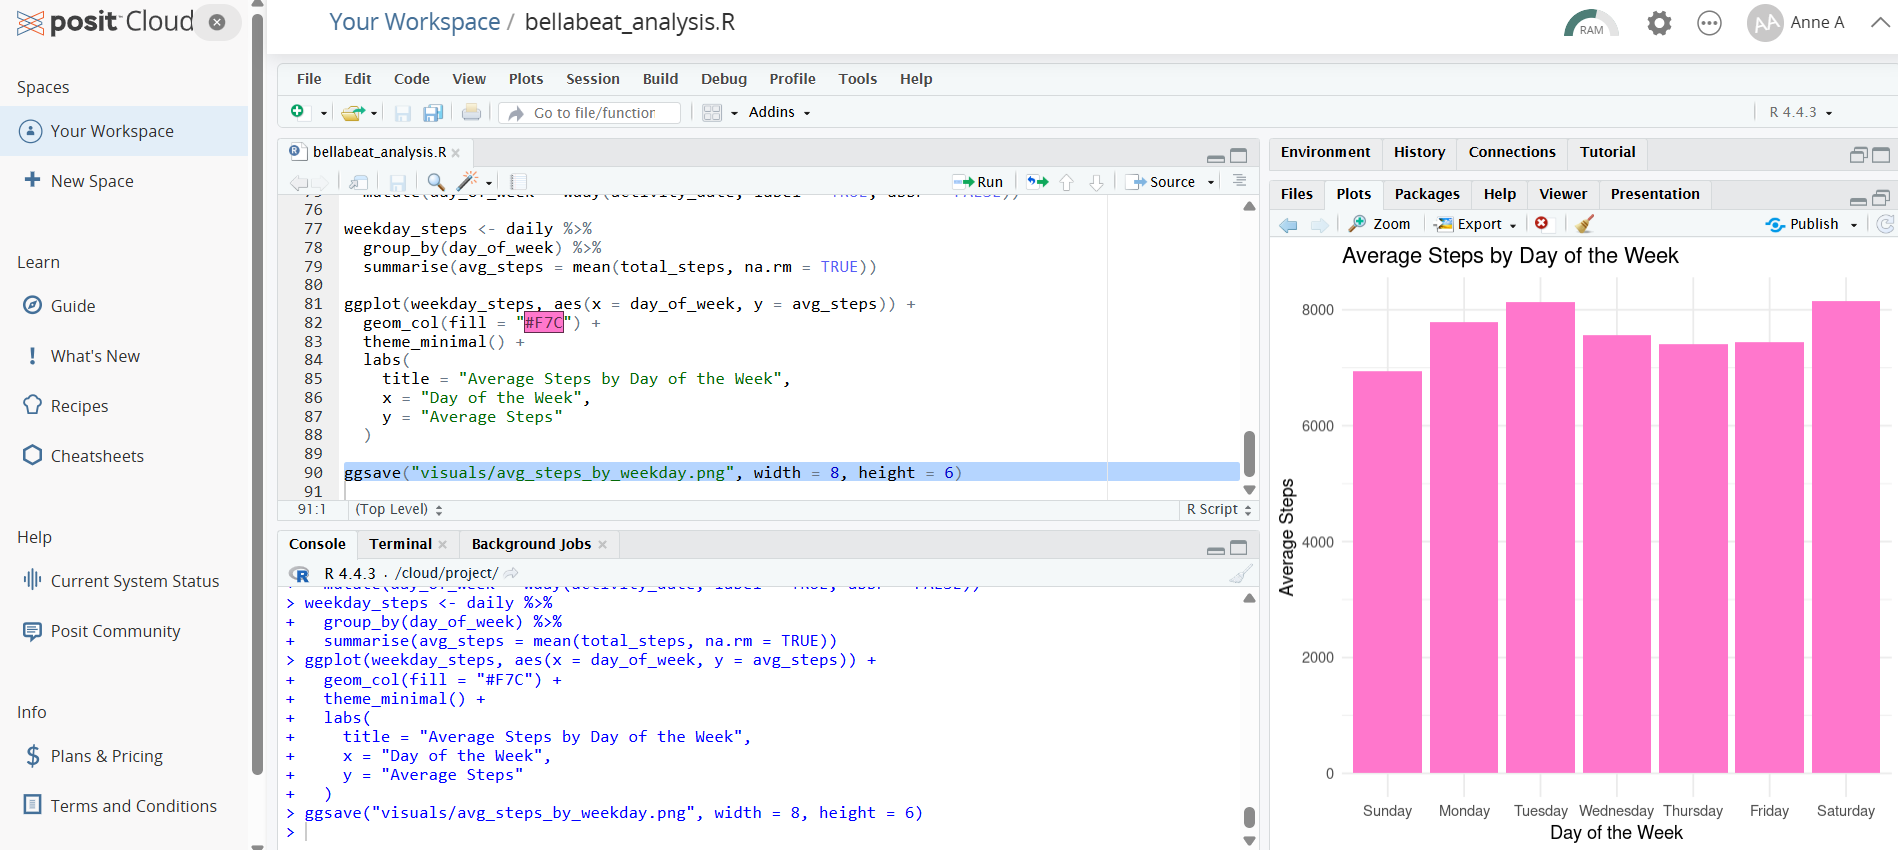 posit Cloud
Your Workspace / bellabeat_analysis.R
RAM
AA
Anne A
Spaces
Your Workspace
New Space
Learn
Guide
What's New
Recipes
Cheatsheets
Help
Current System Status
Posit Community
Info
Plans & Pricing
Terms and Conditions
File Edit Code View Plots Session Build Debug Profile Tools Help
Go to file/function
Addins
R 4.4.3
bellabeat_analysis.R
Run
Source
76
77 weekday_steps <- daily %>%
78   group_by(day_of_week) %>%
79   summarise(avg_steps = mean(total_steps, na.rm = TRUE))
80
81 ggplot(weekday_steps, aes(x = day_of_week, y = avg_steps)) +
82   geom_col(fill = "#F7C") +
83   theme_minimal() +
84   labs(
85     title = "Average Steps by Day of the Week",
86     x = "Day of the Week",
87     y = "Average Steps"
88   )
89
90 ggsave("visuals/avg_steps_by_weekday.png", width = 8, height = 6)
91
91:1 (Top Level) R Script
Console Terminal Background Jobs
R 4.4.3 . /cloud/project/
> weekday_steps <- daily %>%
+   group_by(day_of_week) %>%
+   summarise(avg_steps = mean(total_steps, na.rm = TRUE))
> ggplot(weekday_steps, aes(x = day_of_week, y = avg_steps)) +
+   geom_col(fill = "#F7C") +
+   theme_minimal() +
+   labs(
+     title = "Average Steps by Day of the Week",
+     x = "Day of the Week",
+     y = "Average Steps"
+   )
> ggsave("visuals/avg_steps_by_weekday.png", width = 8, height = 6)
>
Environment History Connections Tutorial
Files Plots Packages Help Viewer Presentation
Zoom Export Publish
Average Steps by Day of the Week
8000
6000
4000
2000
0
Average Steps
Sunday Monday Tuesday Wednesday Thursday Friday Saturday
Day of the Week